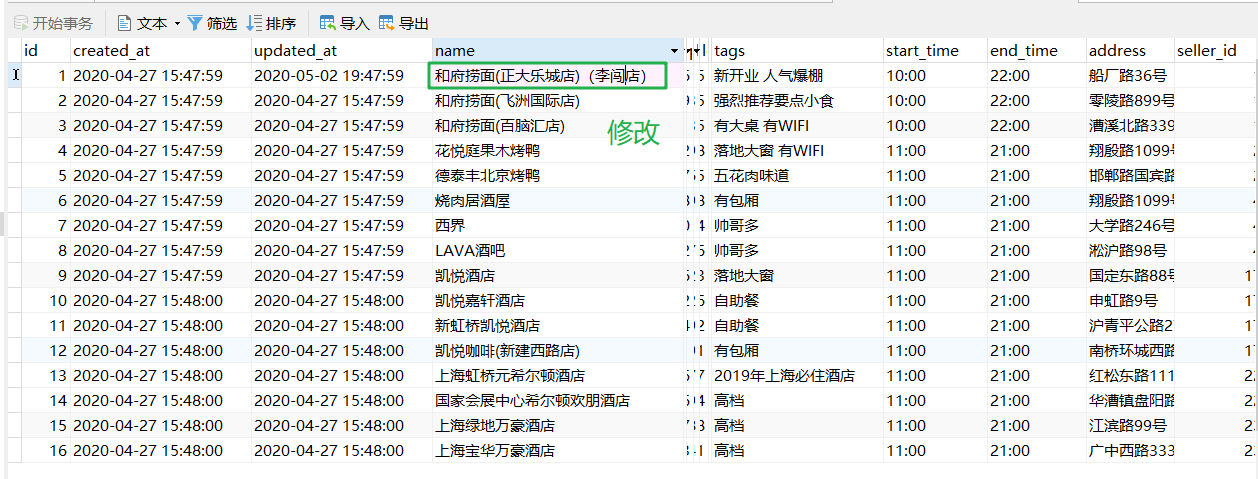 开始事务 文本 筛选 排序 导入 导出
id created_at updated_at name tags start_time end_time address seller_id
1 2020-04-27 15:47:59 2020-05-02 19:47:59 和府捞面(正大乐城店)（李闯店） 新开业 人气爆棚 10:00 22:00 船厂路36号
2 2020-04-27 15:47:59 2020-04-27 15:47:59 和府捞面(飞洲国际店) 强烈推荐要点小食 10:00 22:00 零陵路899号
3 2020-04-27 15:47:59 2020-04-27 15:47:59 和府捞面(百脑汇店) 有大桌 有WIFI 10:00 22:00 漕溪北路339
修改
4 2020-04-27 15:47:59 2020-04-27 15:47:59 花悦庭果木烤鸭 落地大窗 有WIFI 11:00 21:00 翔殷路1099号
5 2020-04-27 15:47:59 2020-04-27 15:47:59 德泰丰北京烤鸭 五花肉味道 11:00 21:00 邯郸路国宾路
6 2020-04-27 15:47:59 2020-04-27 15:47:59 烧肉居酒屋 有包厢 11:00 21:00 翔殷路1099号
7 2020-04-27 15:47:59 2020-04-27 15:47:59 西界 帅哥多 11:00 21:00 大学路246号
8 2020-04-27 15:47:59 2020-04-27 15:47:59 LAVA酒吧 帅哥多 11:00 21:00 淞沪路98号
9 2020-04-27 15:47:59 2020-04-27 15:47:59 凯悦酒店 落地大窗 11:00 21:00 国定东路88号 17
10 2020-04-27 15:48:00 2020-04-27 15:48:00 凯悦嘉轩酒店 自助餐 11:00 21:00 申虹路9号 17
11 2020-04-27 15:48:00 2020-04-27 15:48:00 新虹桥凯悦酒店 自助餐 11:00 21:00 沪青平公路2 17
12 2020-04-27 15:48:00 2020-04-27 15:48:00 凯悦咖啡(新建西路店) 有包厢 11:00 21:00 南桥环城西路 17
13 2020-04-27 15:48:00 2020-04-27 15:48:00 上海虹桥元希尔顿酒店 2019年上海必住酒店 11:00 21:00 红松东路111 22
14 2020-04-27 15:48:00 2020-04-27 15:48:00 国家会展中心希尔顿欢朋酒店 高档 11:00 21:00 华漕镇盘阳路 22
15 2020-04-27 15:48:00 2020-04-27 15:48:00 上海绿地万豪酒店 高档 11:00 21:00 江滨路99号 23
16 2020-04-27 15:48:00 2020-04-27 15:48:00 上海宝华万豪酒店 高档 11:00 21:00 广中西路333 23